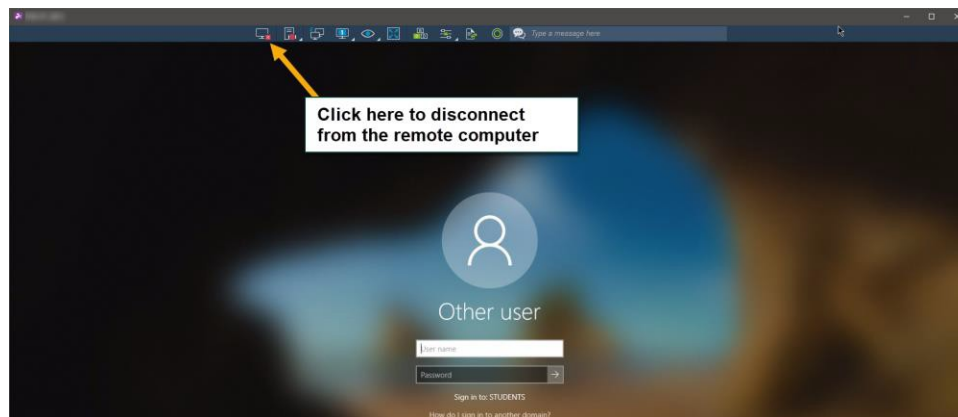 Type a message here
Click here to disconnect
from the remote computer
Other user
User name
Password
Sign in to: STUDENTS
How do I sign in to another domain?